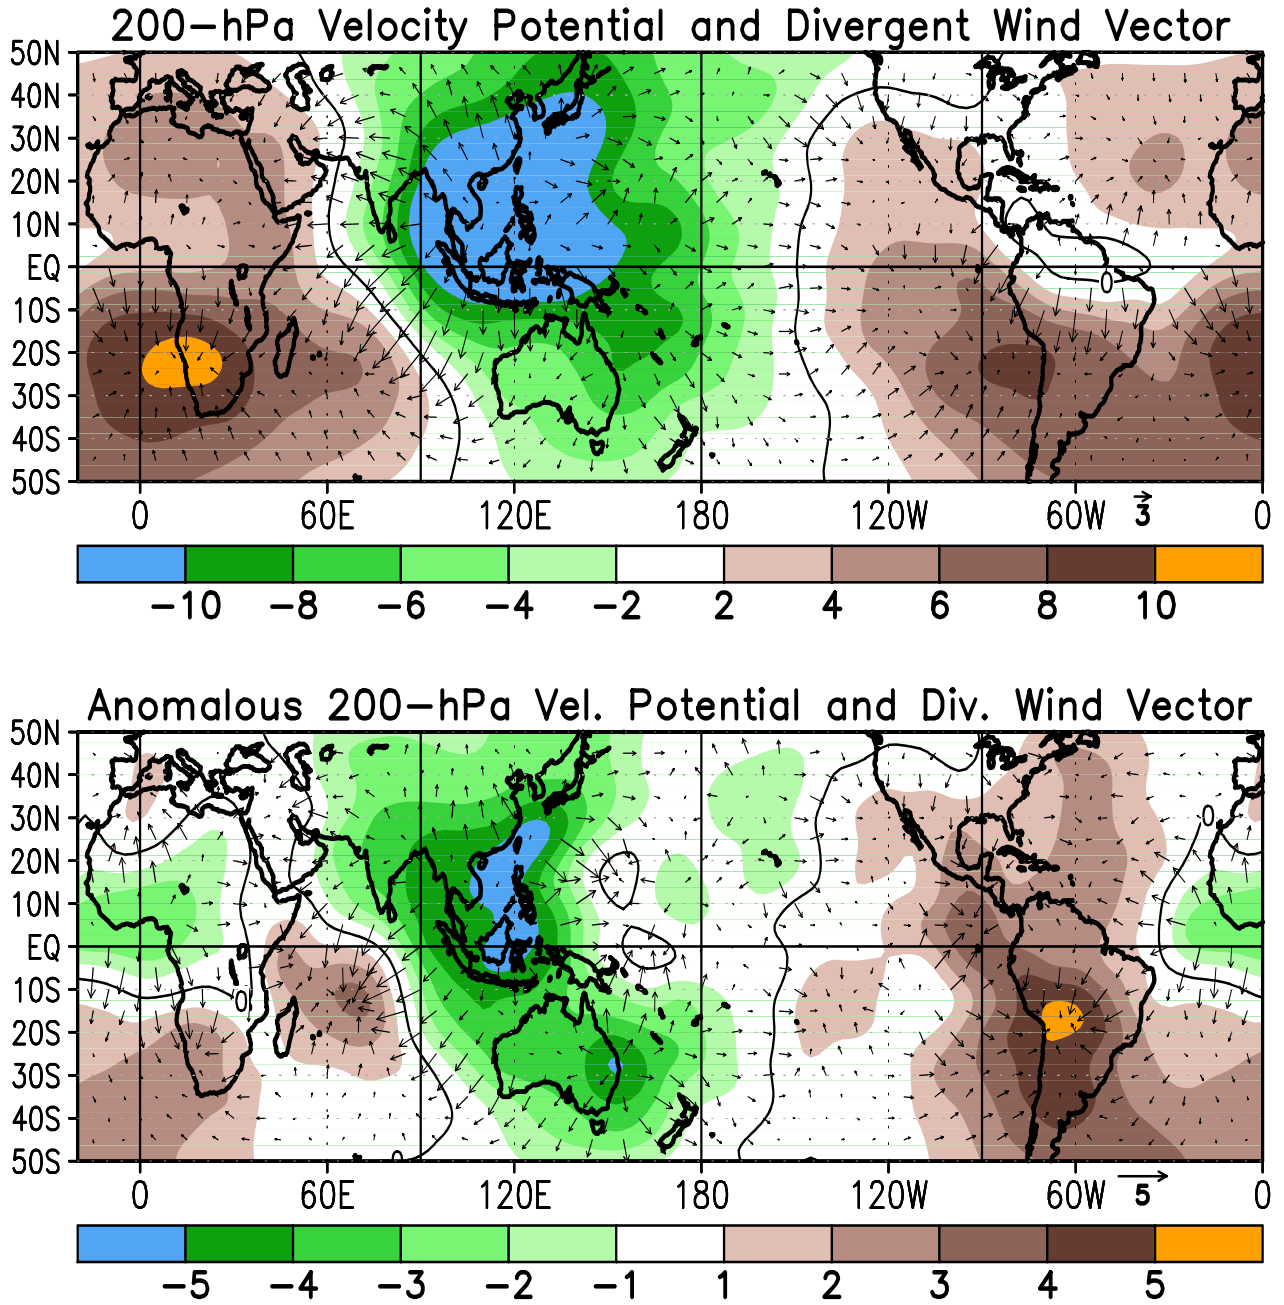 200-hPa Velocity Potential and Divergent Wind Vector
50N
40N
30N
20N
10N
EQ
10S
20S
30S
40S
50S
0
0 60E 120E 180 120W 60W 0
3
-10 -8 -6 -4 -2 2 4 6 8 10
Anomalous 200-hPa Vel. Potential and Div. Wind Vector
50N
40N
30N
20N
10N
EQ
10S
20S
30S
40S
50S
0
0
0
0 60E 120E 180 120W 60W 0
5
-5 -4 -3 -2 -1 1 2 3 4 5